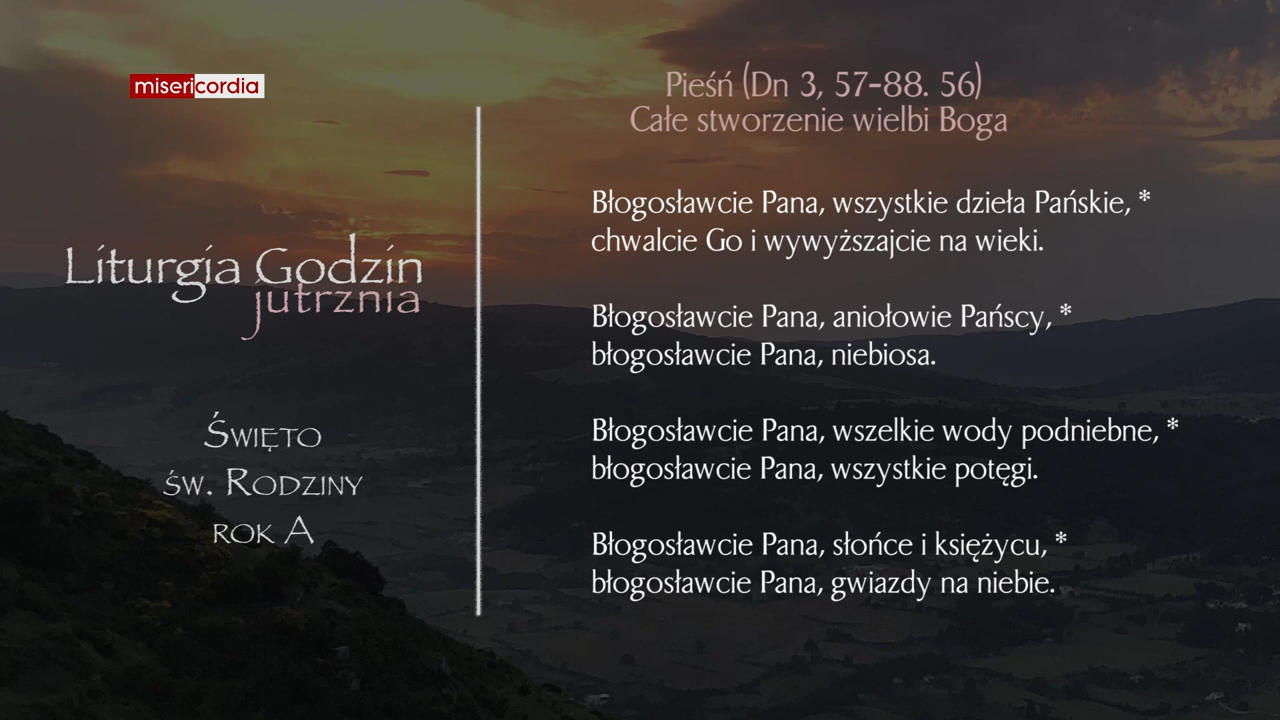 misericordia
Liturgia Godzin
jutrznia
Święto
św. Rodziny
rok A
Pieśń (Dn 3, 57-88. 56)
Całe stworzenie wielbi Boga
Błogosławcie Pana, wszystkie dzieła Pańskie, *
chwalcie Go i wywyższajcie na wieki.
Błogosławcie Pana, aniołowie Pańscy, *
błogosławcie Pana, niebiosa.
Błogosławcie Pana, wszelkie wody podniebne, *
błogosławcie Pana, wszystkie potęgi.
Błogosławcie Pana, słońce i księżycu, *
błogosławcie Pana, gwiazdy na niebie.